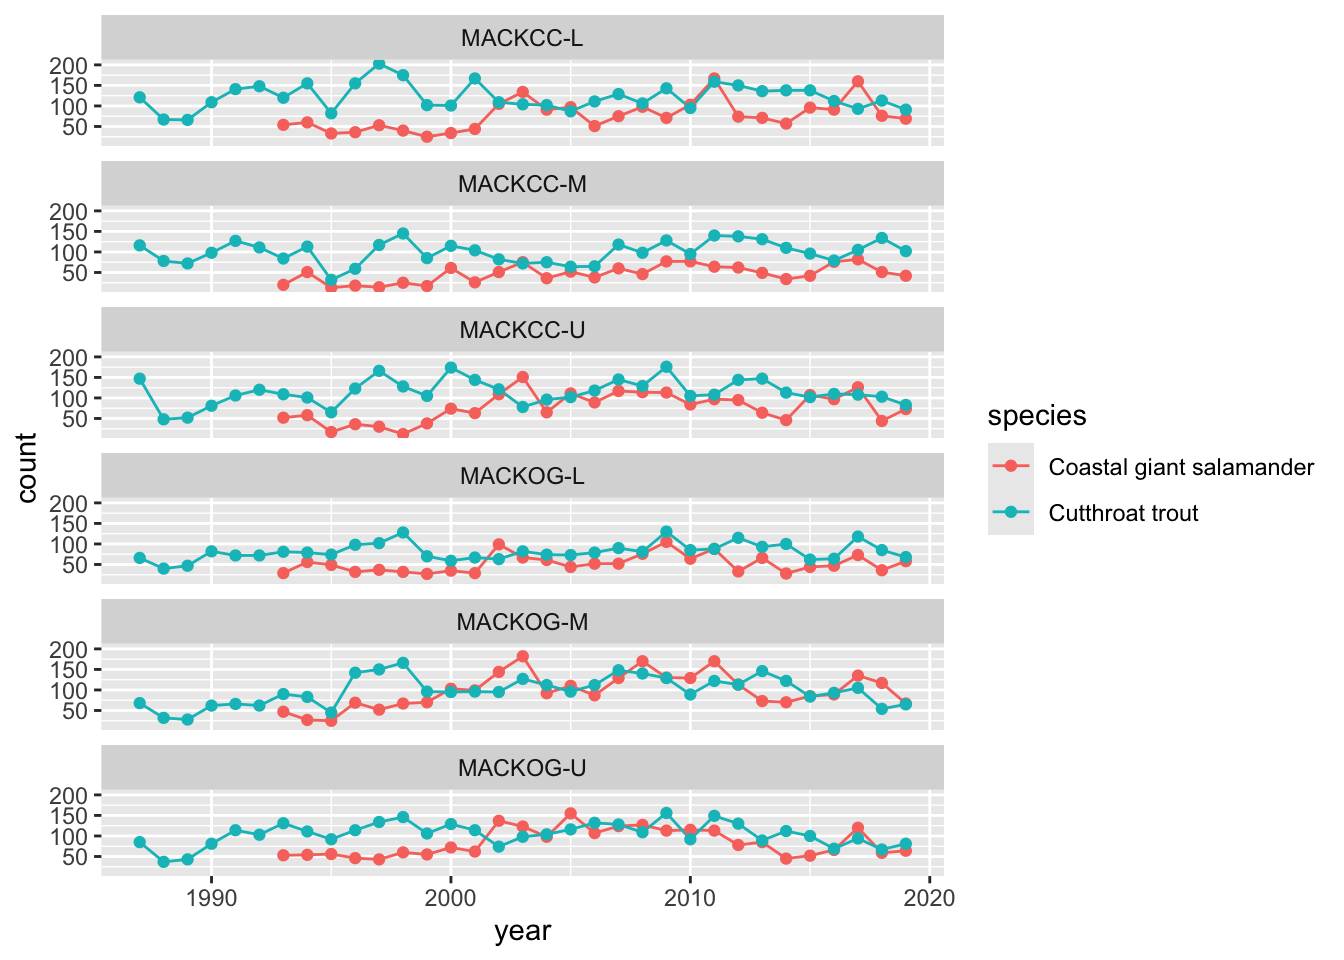 MACKCC-L
200
150
100
50
MACKCC-M
200
150
100
50
MACKCC-U
200
150
100
50
MACKOG-L
200
150
100
50
MACKOG-M
200
150
100
50
MACKOG-U
200
150
100
50
1990 2000 2010 2020
year
count
species
Coastal giant salamander
Cutthroat trout